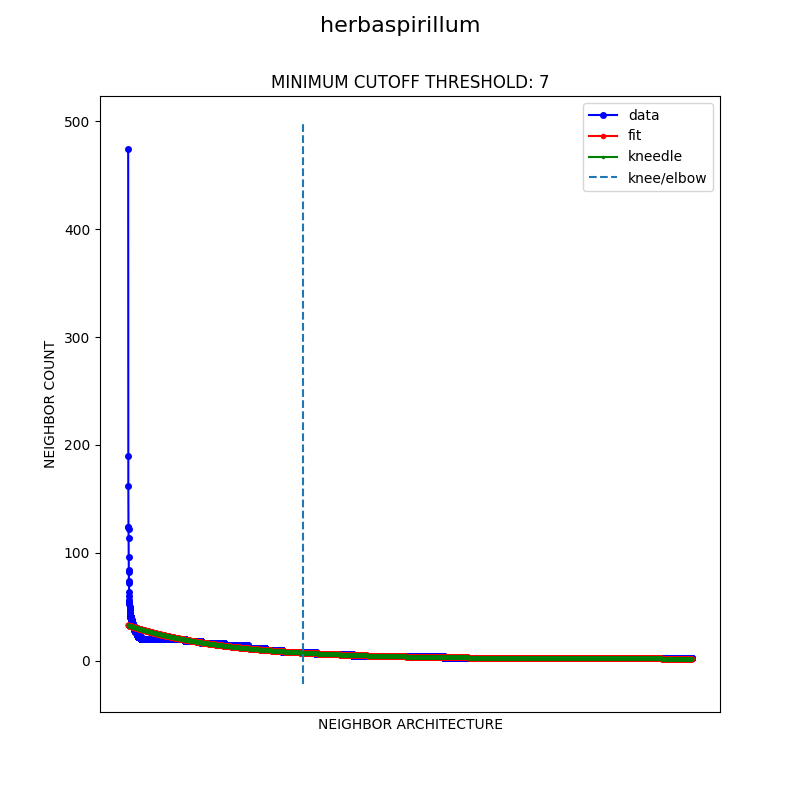 herbaspirillum
MINIMUM CUTOFF THRESHOLD: 7
500
400
300
200
100
0
NEIGHBOR COUNT
NEIGHBOR ARCHITECTURE
data
fit
kneedle
knee/elbow